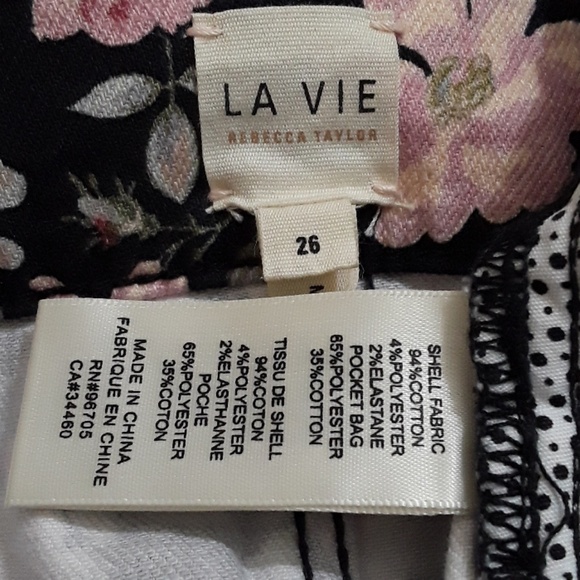 LA VIE
REBECCA TAYLOR
26
SHELL FABRIC
94%COTTON
4%POLYESTER
2%ELASTANE
POCKET BAG
65%POLYESTER
35%COTTON
TISSU DE SHELL
94%COTON
4%POLYESTER
2%ELASTHANNE
POCHE
65%POLYESTER
35%COTON
MADE IN CHINA
FABRIQUE EN CHINE
RN#96705
CA#34460